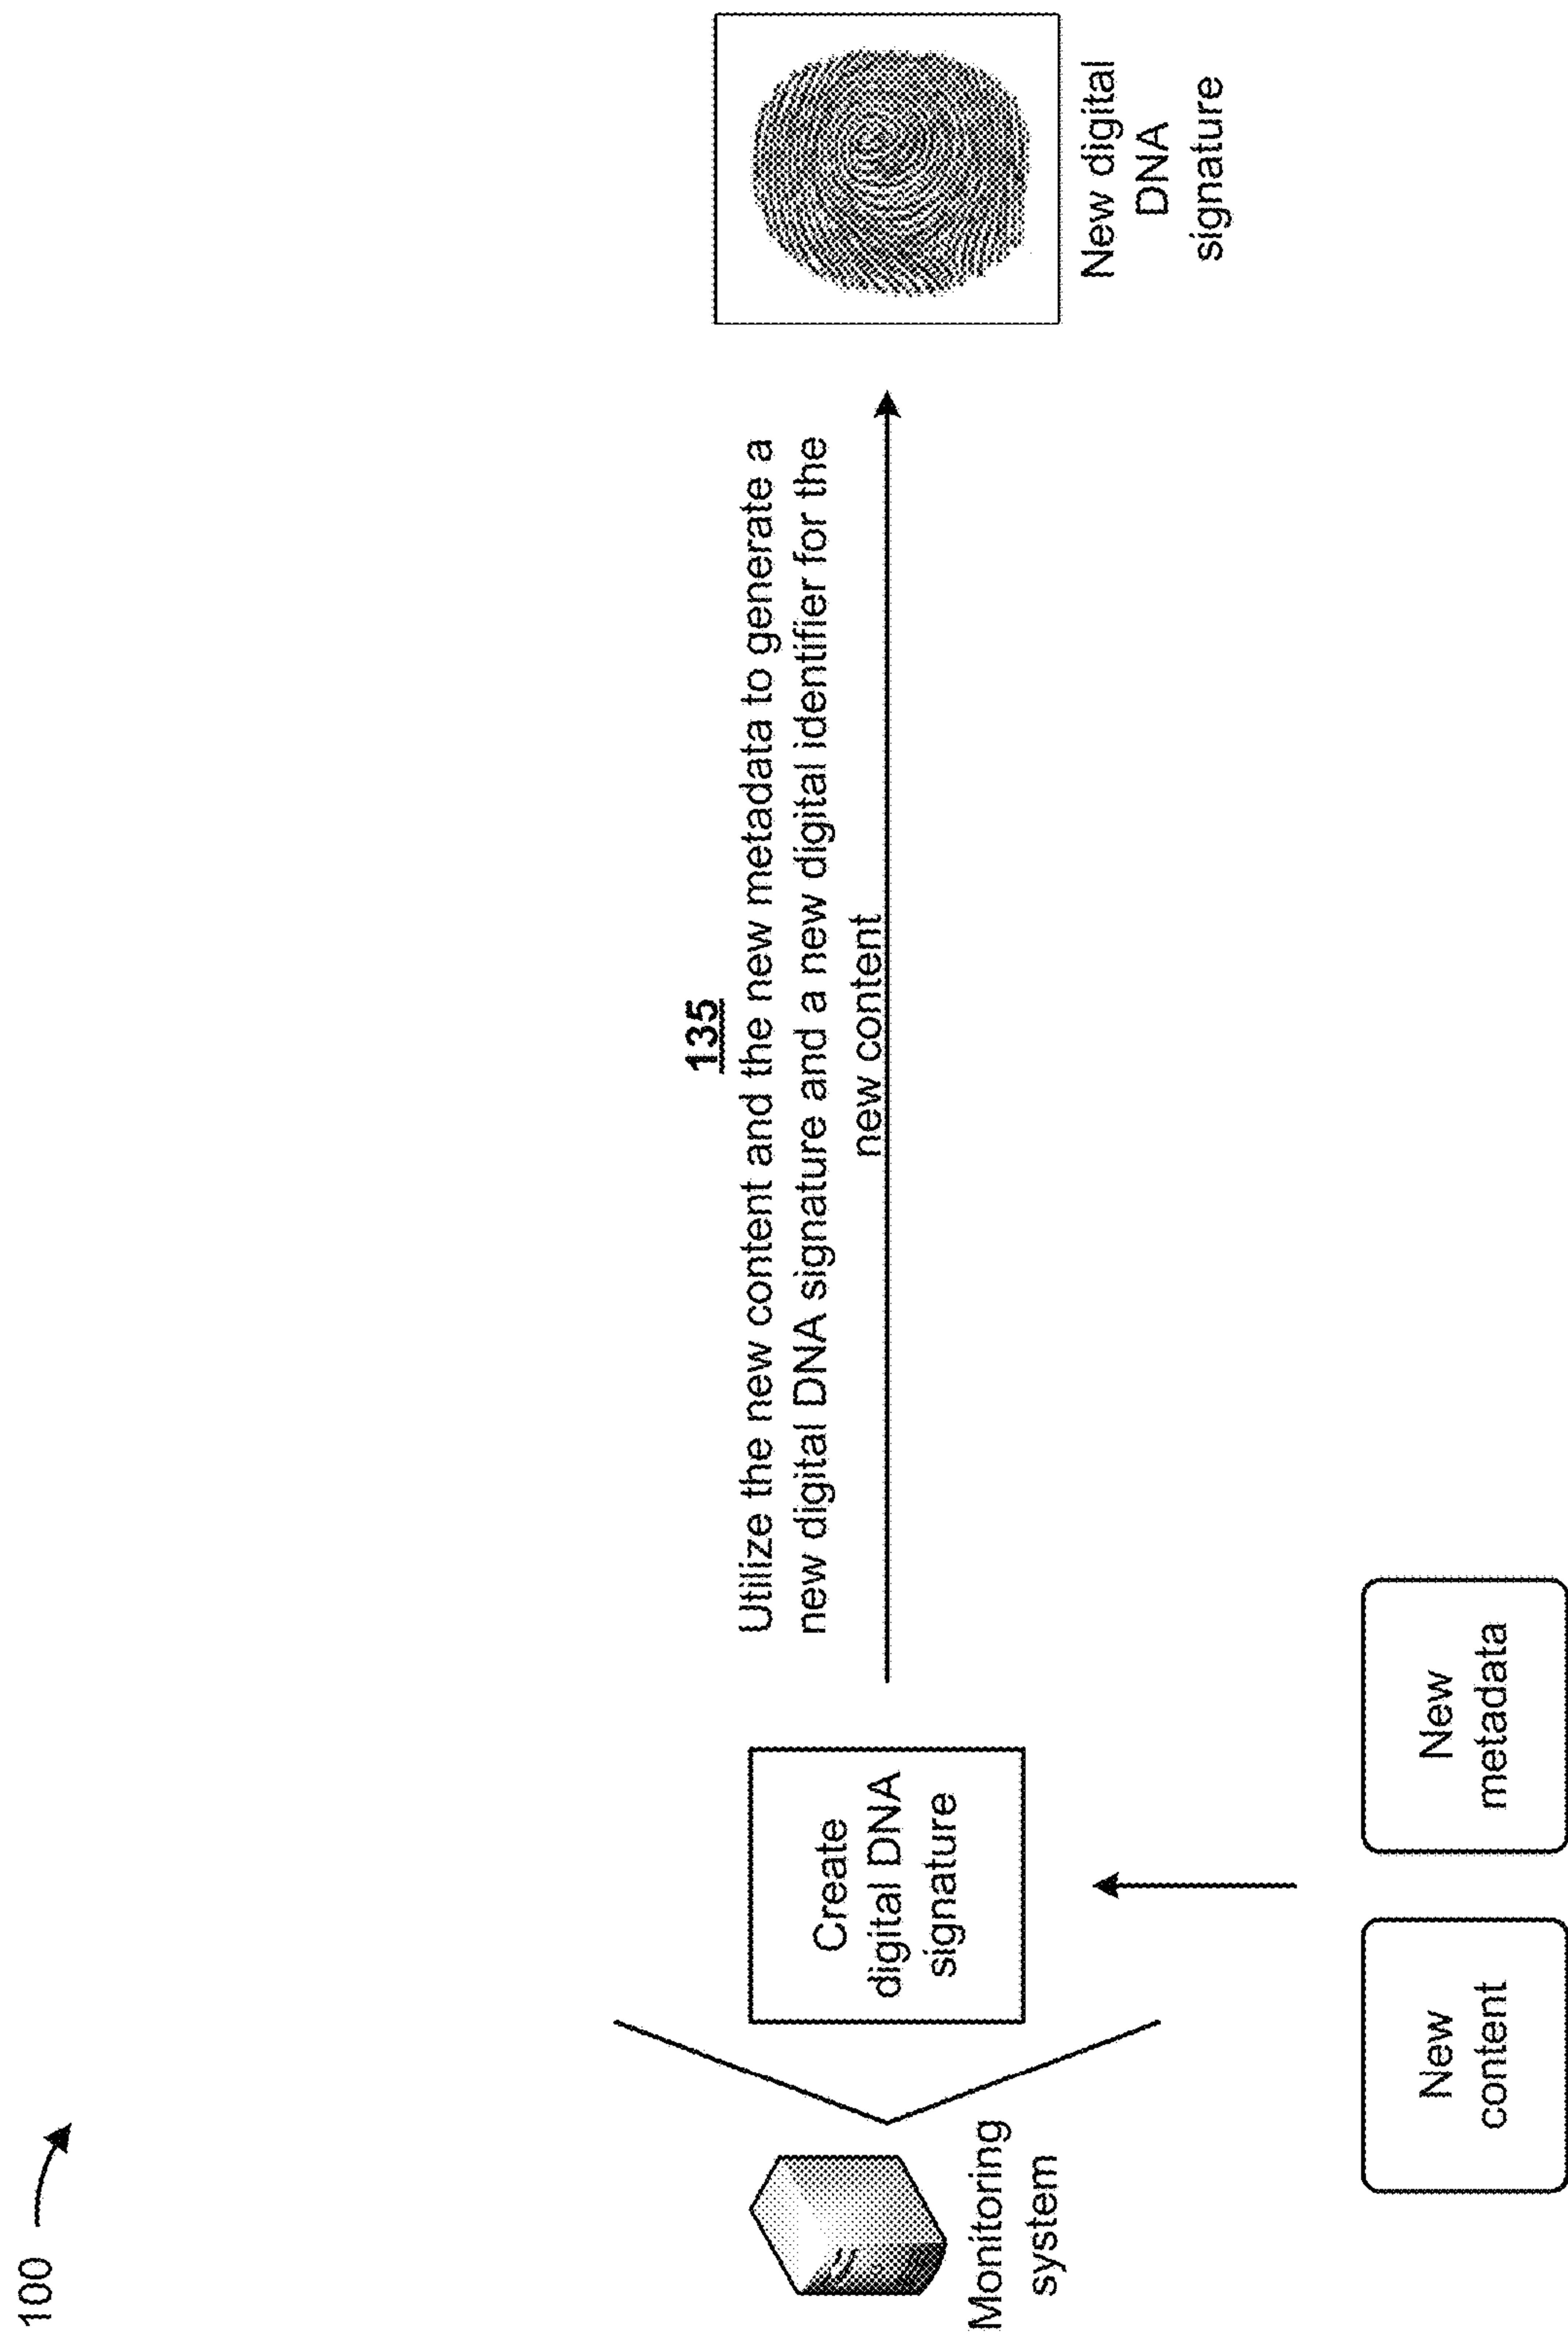 100
135
Utilize the new content and the new metadata to generate a
new digital DNA signature and a new digital identifier for the
new content
Monitoring
system
Create
digital DNA
signature
New digital
DNA
signature
New
content
New
metadata